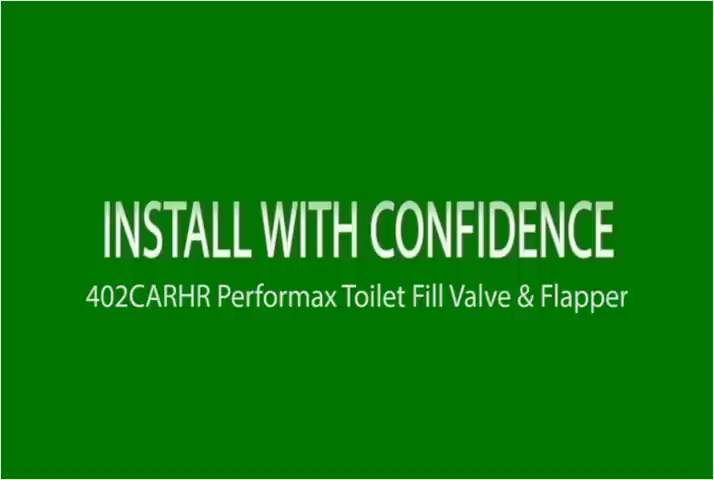 INSTALL WITH CONFIDENCE
402CARHR Performax Toilet Fill Valve & Flapper